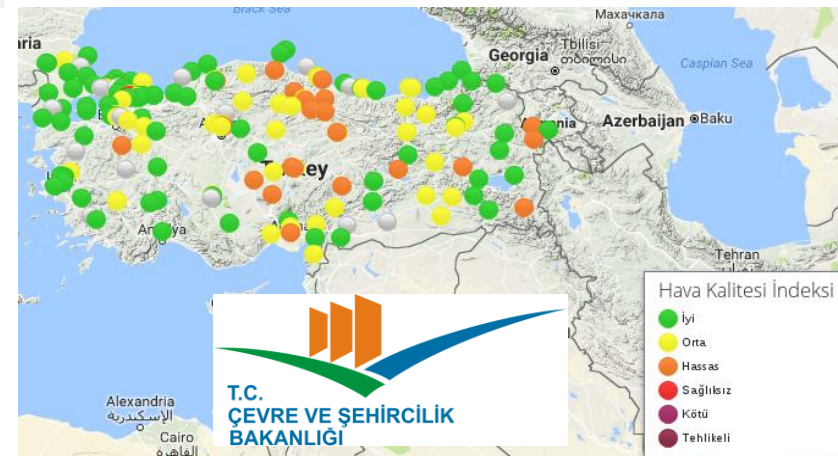 Black Sea
Махачкала
Georgia
Tbilisi
თბილისი
Caspian Sea
Azerbaijan
Baku
Tehran
Hava Kalitesi İndeksi
İyi
Orta
Hassas
Sağlıksız
Kötü
Tehlikeli
T.C.
ÇEVRE VE ŞEHİRCİLİK
BAKANLIĞI
Alexandria
الإسكندرية
Cairo
القاهرة